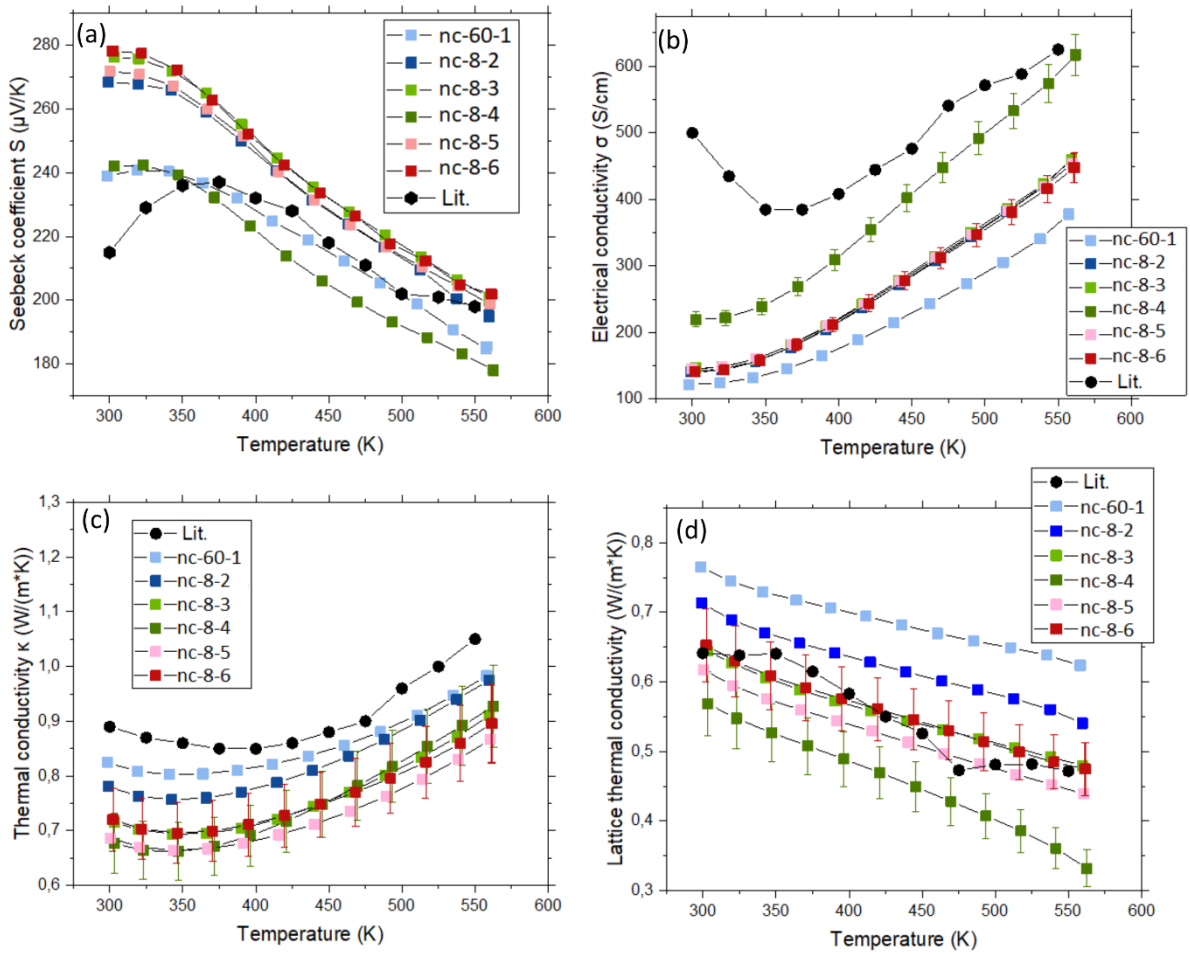 (a)
Seebeck coefficient S (µV/K)
280
260
240
220
200
180
300 350 400 450 500 550 600
Temperature (K)
nc-60-1
nc-8-2
nc-8-3
nc-8-4
nc-8-5
nc-8-6
Lit.
(b)
Electrical conductivity σ (S/cm)
600
500
400
300
200
100
300 350 400 450 500 550 600
Temperature (K)
nc-60-1
nc-8-2
nc-8-3
nc-8-4
nc-8-5
nc-8-6
Lit.
(c)
Thermal conductivity κ (W/(m*K))
1,3
1,2
1,1
1,0
0,9
0,8
0,7
0,6
300 350 400 450 500 550 600
Temperature (K)
Lit.
nc-60-1
nc-8-2
nc-8-3
nc-8-4
nc-8-5
nc-8-6
(d)
Lattice thermal conductivity (W/(m*K))
0,8
0,7
0,6
0,5
0,4
0,3
300 350 400 450 500 550 600
Temperature (K)
Lit.
nc-60-1
nc-8-2
nc-8-3
nc-8-4
nc-8-5
nc-8-6